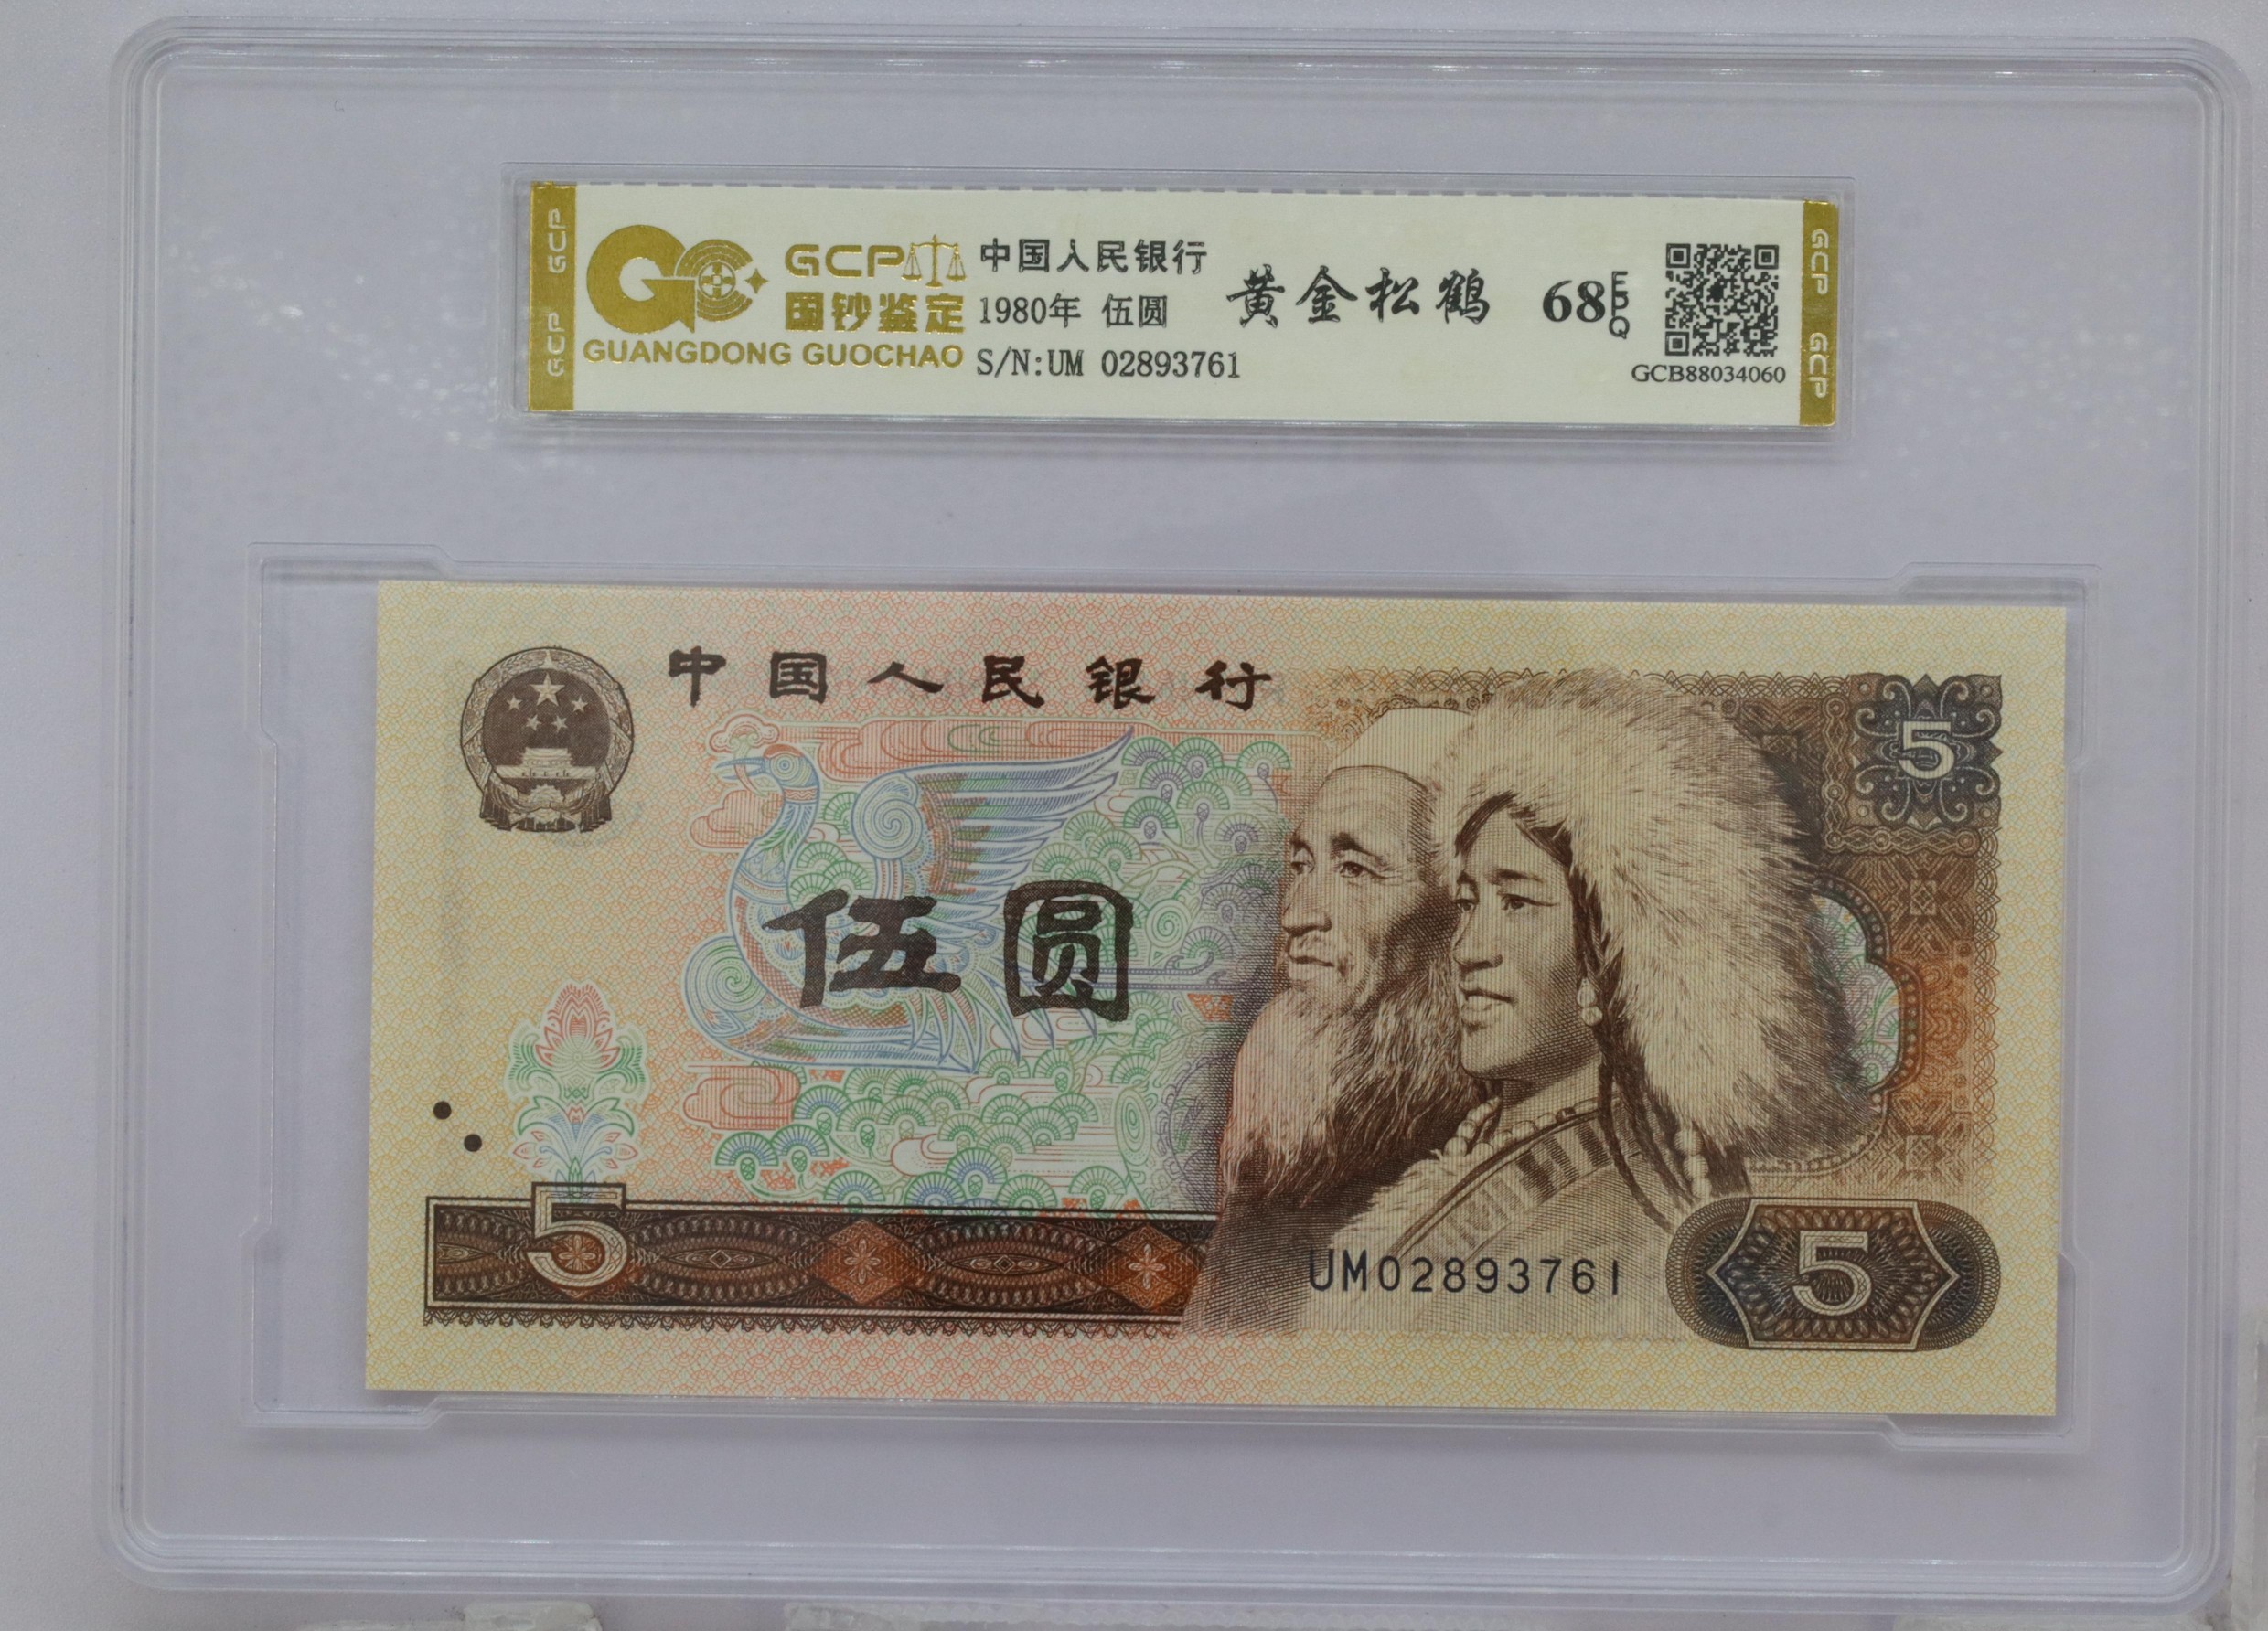 GCP
GCP
GC
GCP
国钞鉴定
GUANGDONG GUOCHAO
中国人民银行
1980年 伍圆
S/N:UM 02893761
黄金松鹤
68
EPQ
GCB88034060
GCP
GCP
中国人民银行
5
伍圆
5
UM02893761
5